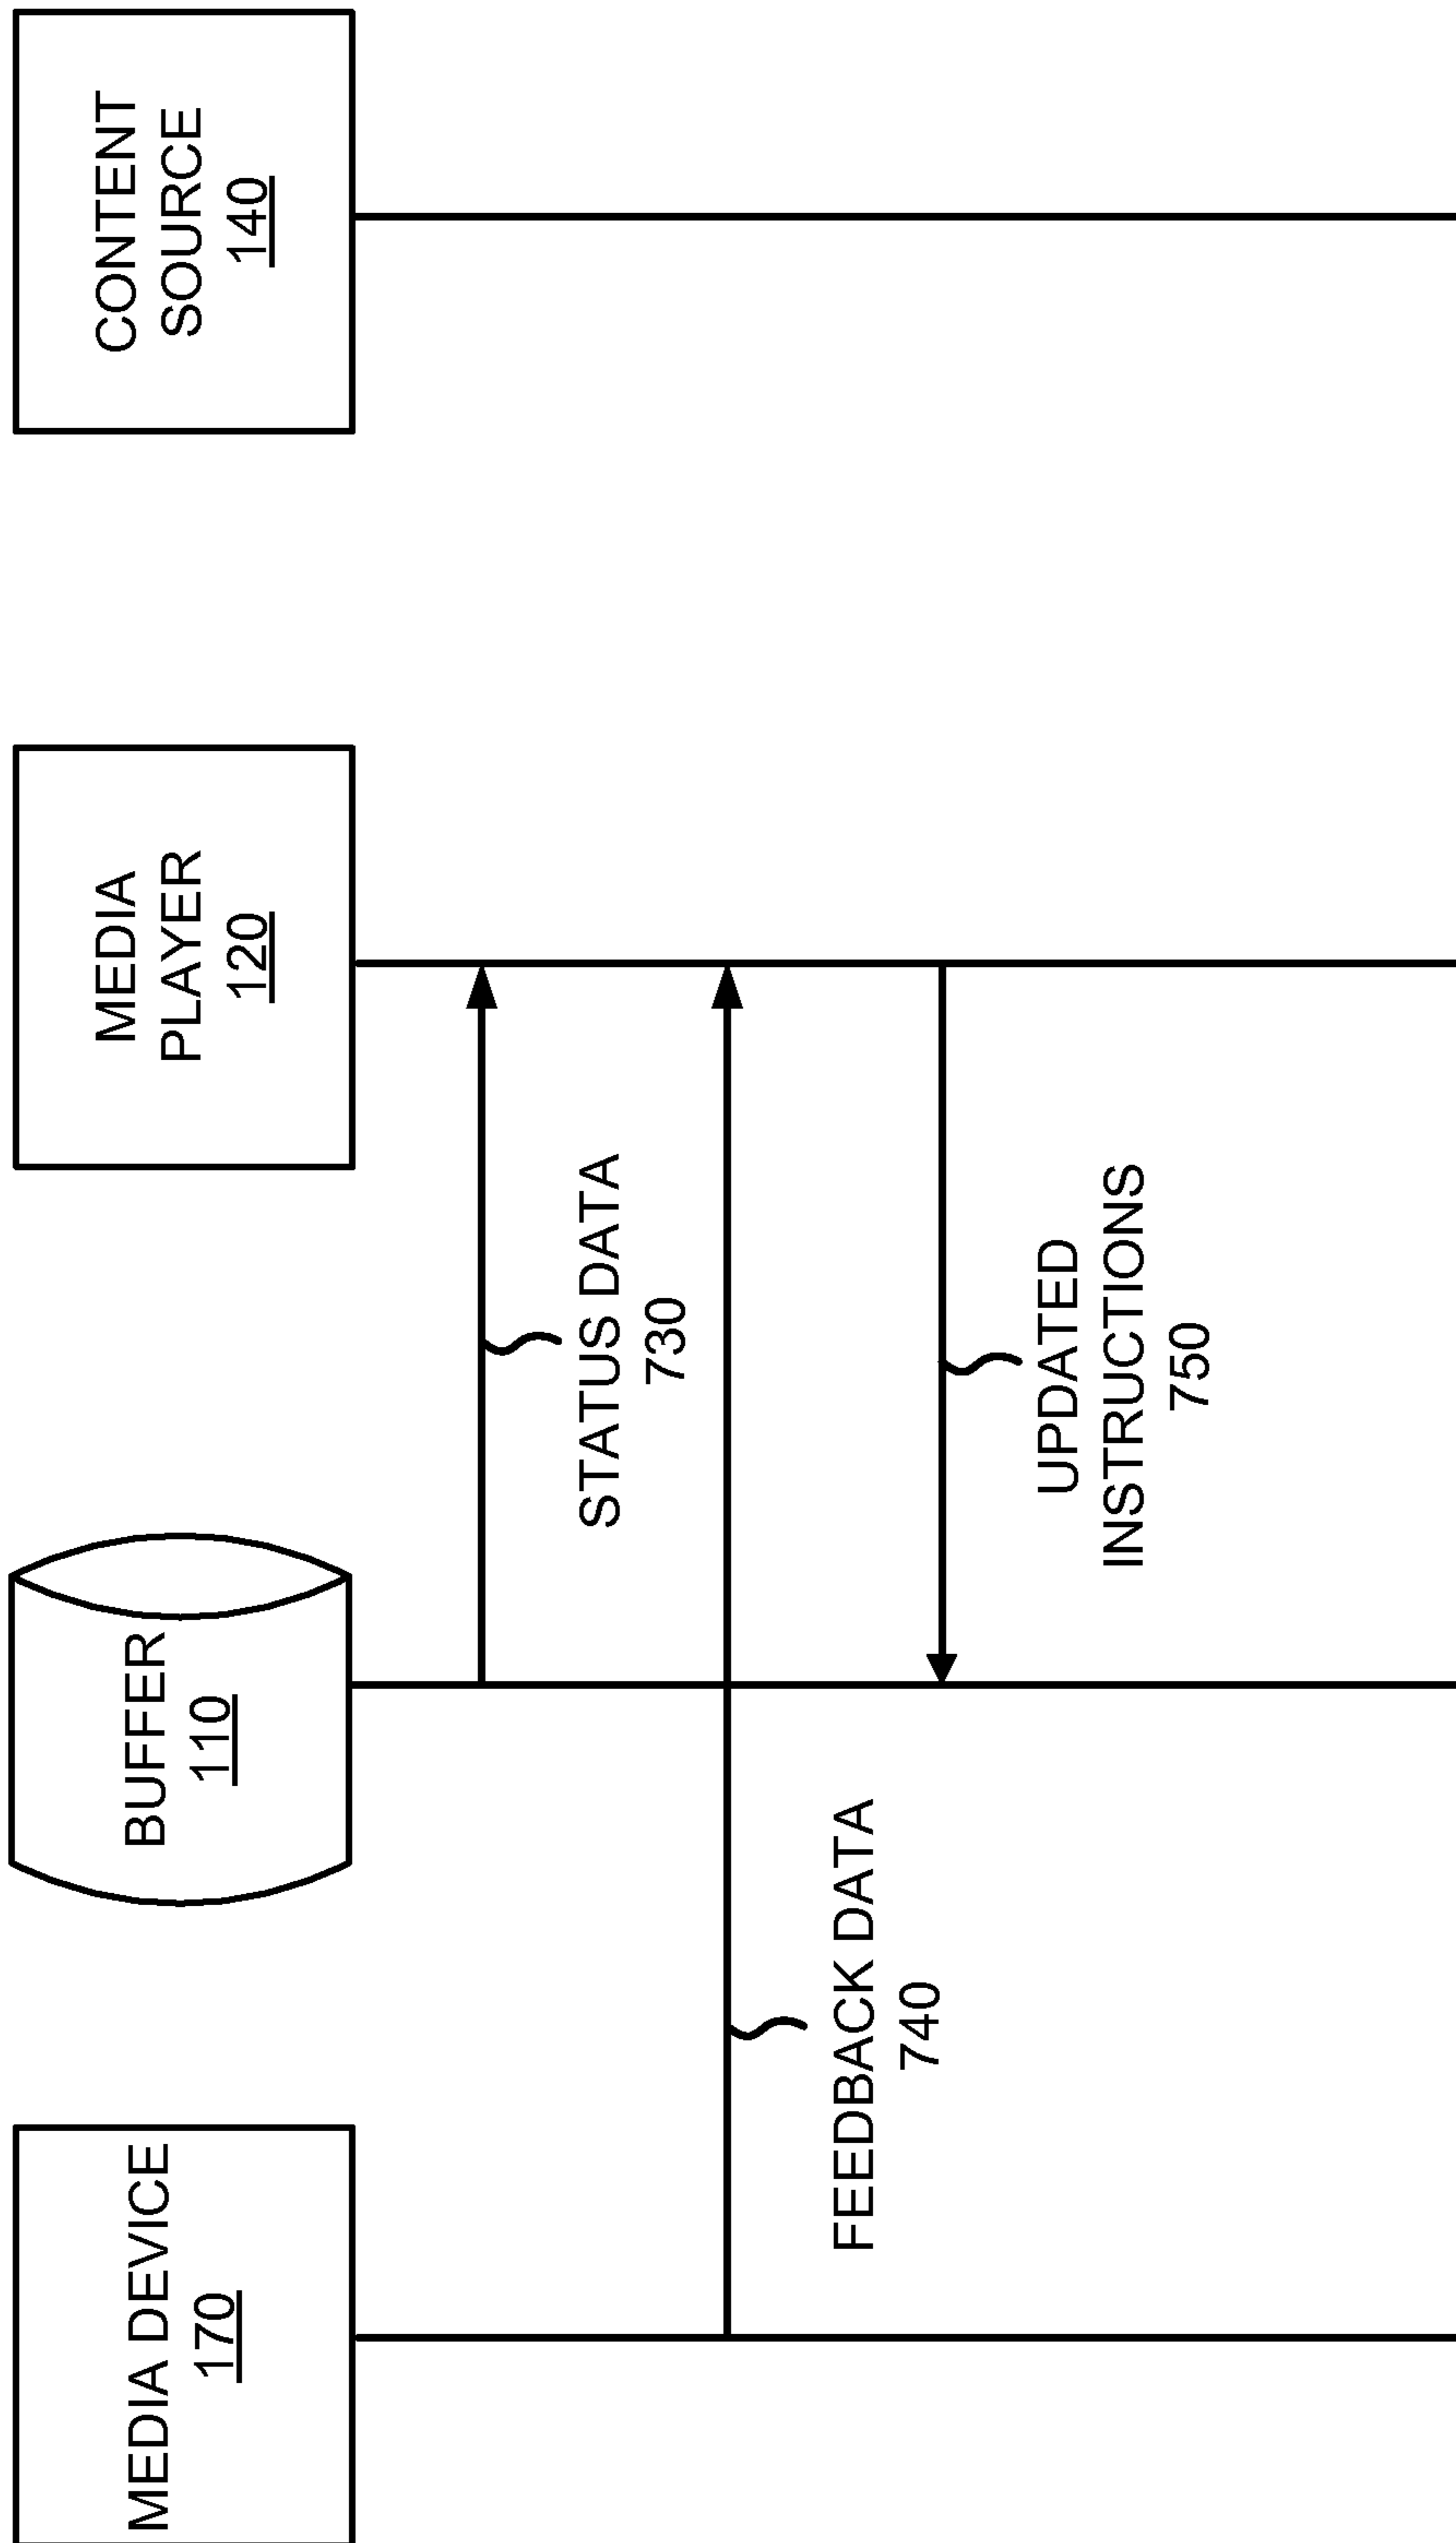 MEDIA DEVICE
170
BUFFER
110
MEDIA
PLAYER
120
CONTENT
SOURCE
140
STATUS DATA
730
FEEDBACK DATA
740
UPDATED
INSTRUCTIONS
750